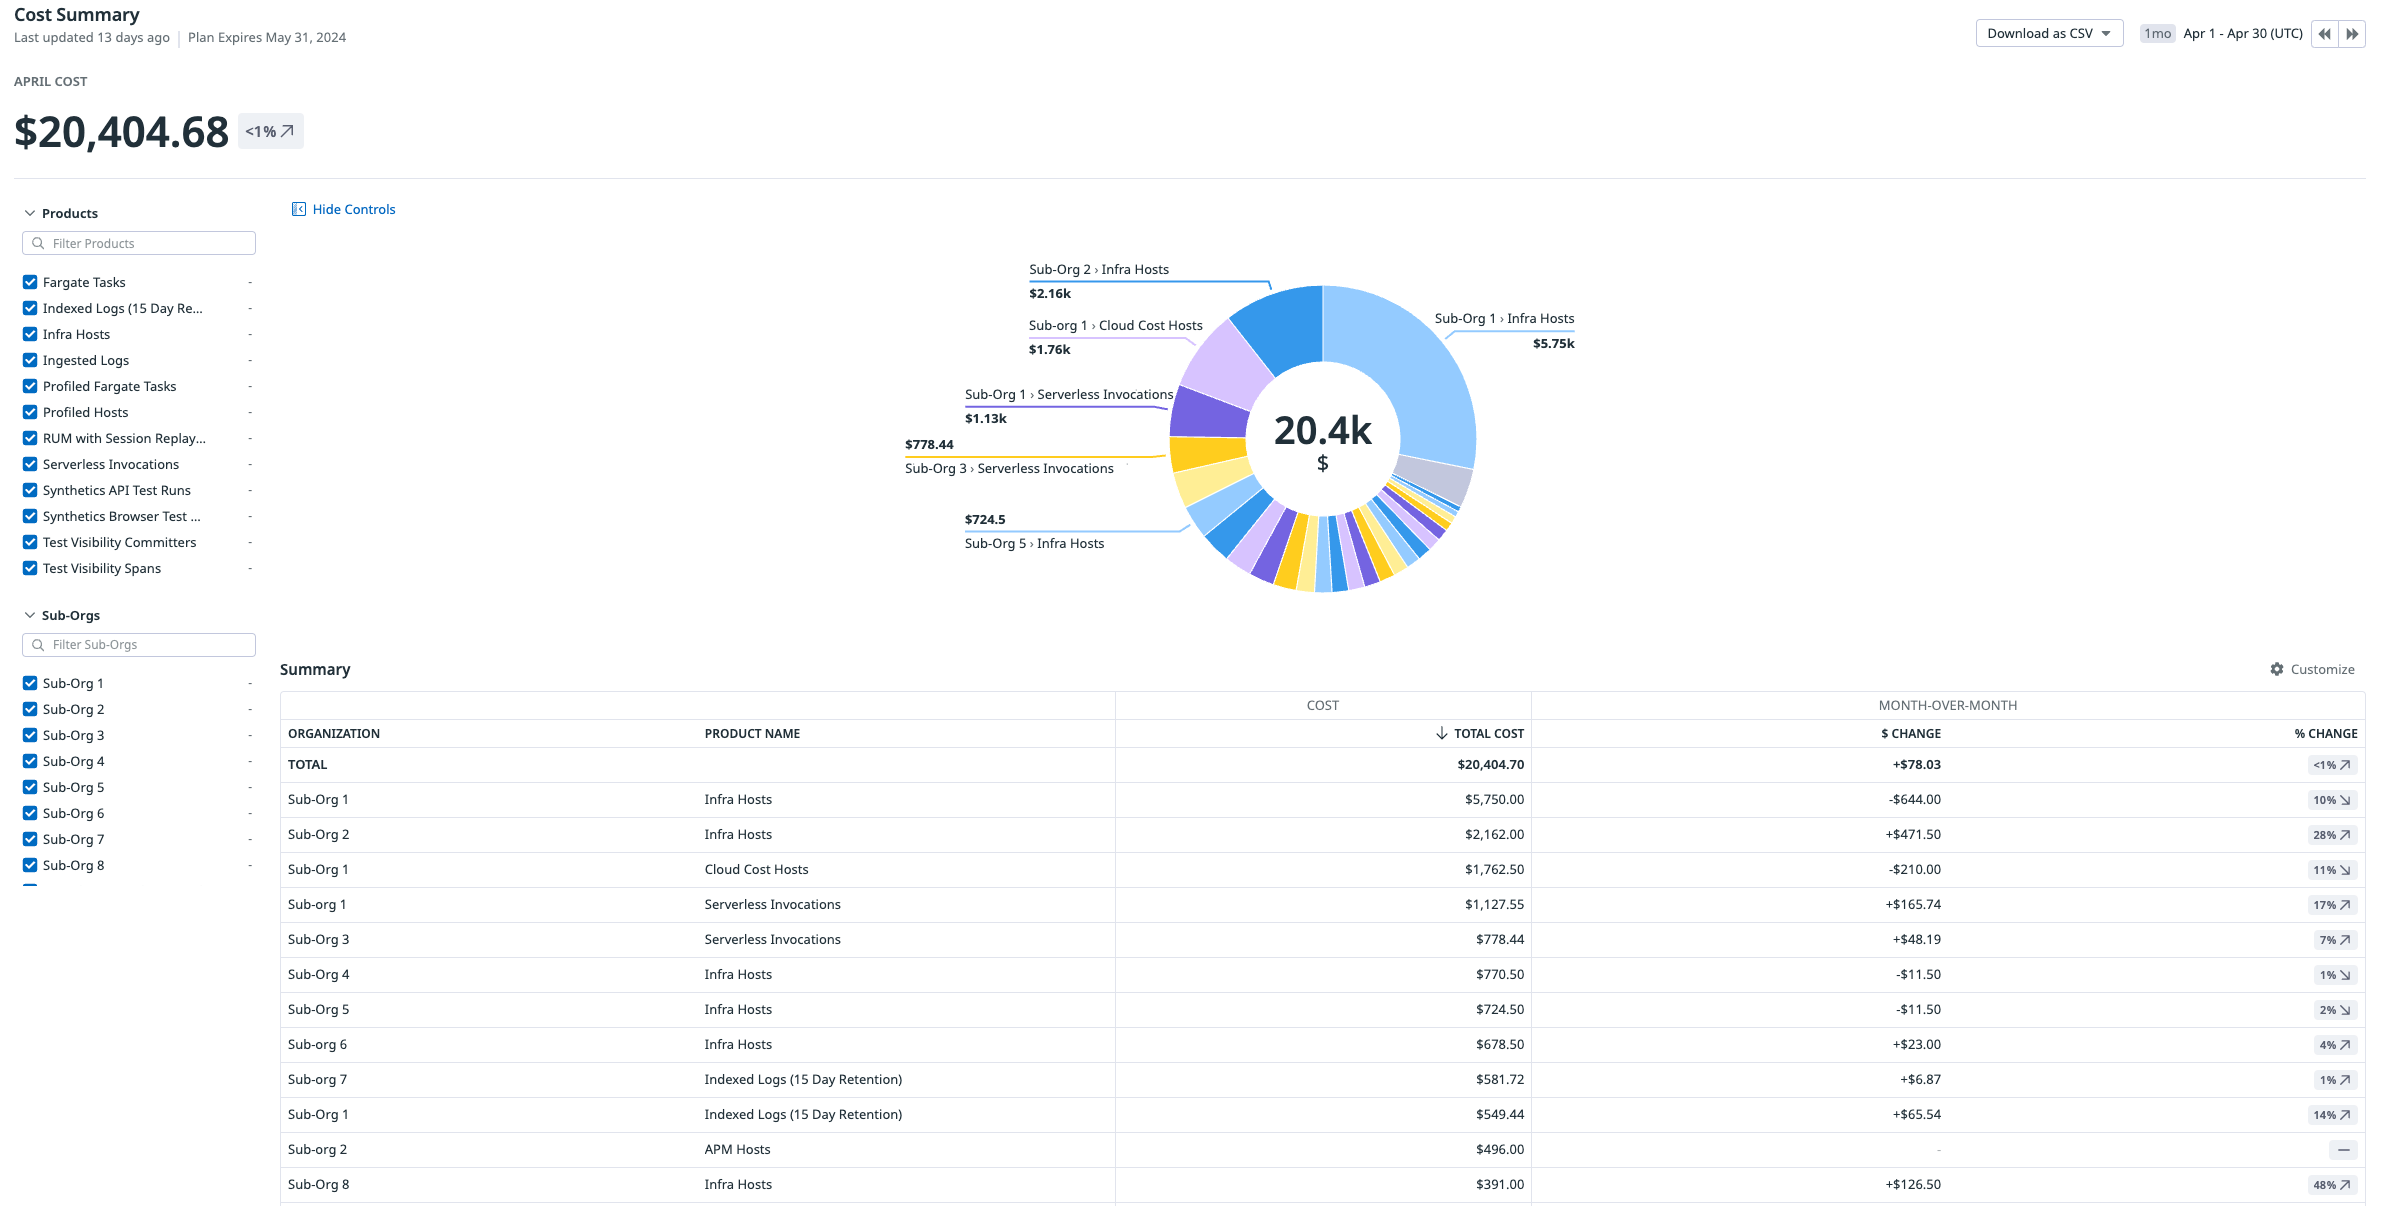 Cost Summary
Last updated 13 days ago | Plan Expires May 31, 2024
Download as CSV
1mo Apr 1 - Apr 30 (UTC)
APRIL COST
$20,404.68 <1%
Products
Filter Products
Fargate Tasks -
Indexed Logs (15 Day Re... -
Infra Hosts -
Ingested Logs -
Profiled Fargate Tasks -
Profiled Hosts -
RUM with Session Replay... -
Serverless Invocations -
Synthetics API Test Runs -
Synthetics Browser Test ... -
Test Visibility Committers -
Test Visibility Spans -
Sub-Orgs
Filter Sub-Orgs
Sub-Org 1 -
Sub-Org 2 -
Sub-Org 3 -
Sub-Org 4 -
Sub-Org 5 -
Sub-Org 6 -
Sub-Org 7 -
Sub-Org 8 -
Hide Controls
Sub-Org 2 › Infra Hosts
$2.16k
Sub-org 1 › Cloud Cost Hosts
$1.76k
Sub-Org 1 › Serverless Invocations
$1.13k
$778.44
Sub-Org 3 › Serverless Invocations
$724.5
Sub-Org 5 › Infra Hosts
Sub-Org 1 › Infra Hosts
$5.75k
20.4k
$
Summary
Customize
COST MONTH-OVER-MONTH
ORGANIZATION PRODUCT NAME TOTAL COST $ CHANGE % CHANGE
TOTAL $20,404.70 +$78.03 <1%
Sub-Org 1 Infra Hosts $5,750.00 -$644.00 10%
Sub-Org 2 Infra Hosts $2,162.00 +$471.50 28%
Sub-Org 1 Cloud Cost Hosts $1,762.50 -$210.00 11%
Sub-org 1 Serverless Invocations $1,127.55 +$165.74 17%
Sub-Org 3 Serverless Invocations $778.44 +$48.19 7%
Sub-Org 4 Infra Hosts $770.50 -$11.50 1%
Sub-Org 5 Infra Hosts $724.50 -$11.50 2%
Sub-org 6 Infra Hosts $678.50 +$23.00 4%
Sub-org 7 Indexed Logs (15 Day Retention) $581.72 +$6.87 1%
Sub-Org 1 Indexed Logs (15 Day Retention) $549.44 +$65.54 14%
Sub-org 2 APM Hosts $496.00 - —
Sub-Org 8 Infra Hosts $391.00 +$126.50 48%